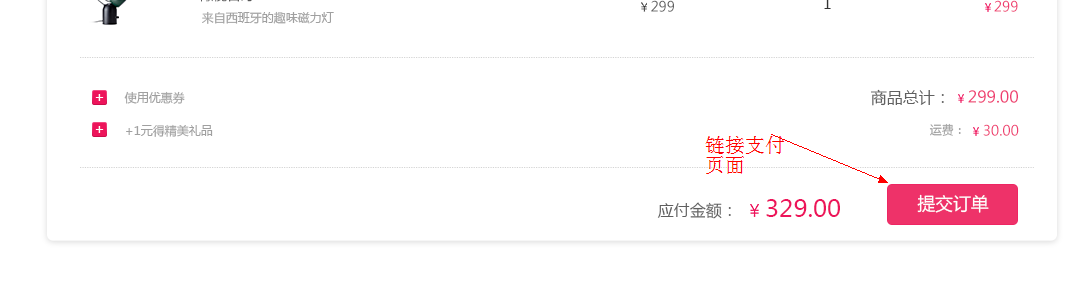 ¥299 1 ¥299
来自西班牙的趣味磁力灯
+ 使用优惠券 商品总计： ¥299.00
+ +1元得精美礼品 运费： ¥30.00
链接支付
页面
应付金额： ¥329.00 提交订单